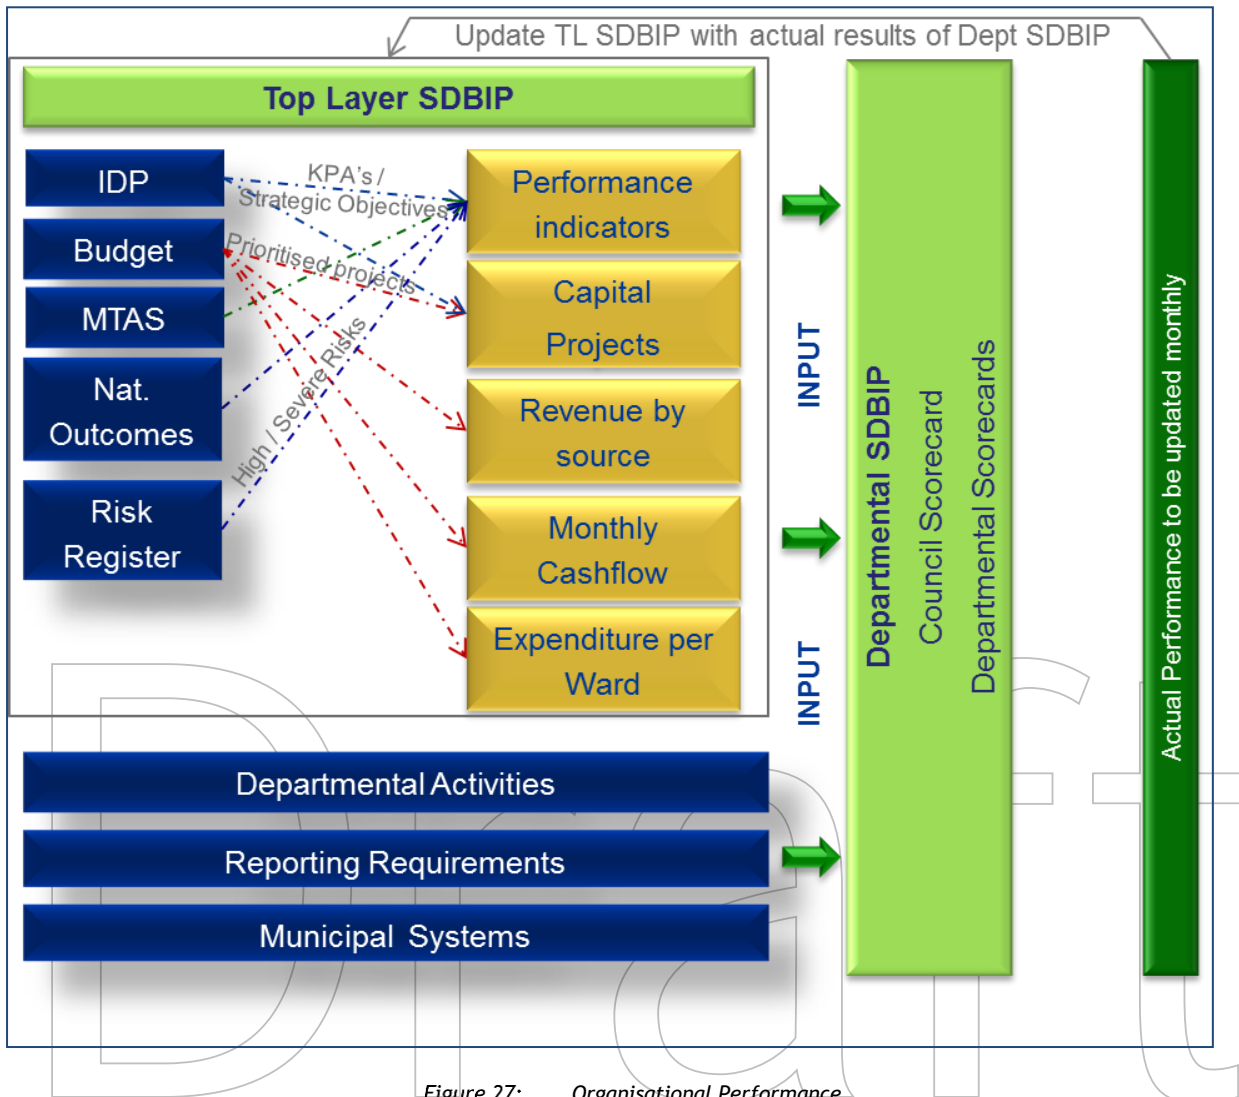 Update TL SDBIP with actual results of Dept SDBIP
Top Layer SDBIP
IDP
Budget
MTAS
Nat.
Outcomes
Risk
Register
KPA's /
Strategic Objectives
Prioritised projects
High / Severe Risks
Performance
indicators
Capital
Projects
Revenue by
source
Monthly
Cashflow
Expenditure per
Ward
INPUT
INPUT
Departmental SDBIP
Council Scorecard
Departmental Scorecards
Actual Performance to be updated monthly
Departmental Activities
Reporting Requirements
Municipal Systems
Draft
Figure 27: Organisational Performance